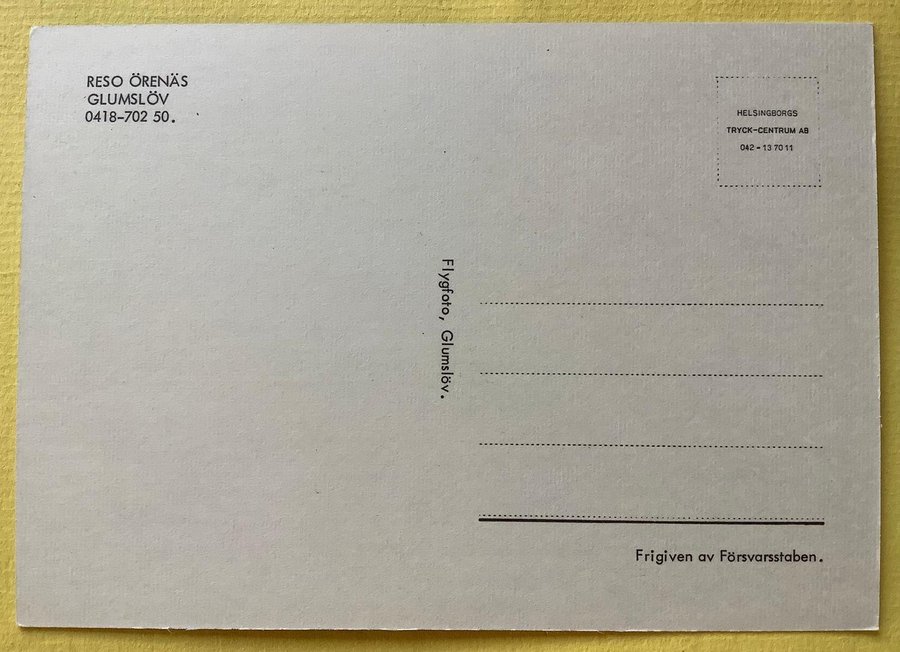 RESO ÖRENÄS
GLUMSLÖV
0418-702 50.
HELSINGBORGS
TRYCK-CENTRUM AB
042 - 13 70 11
Flygfoto, Glumslöv.
Frigiven av Försvarsstaben.